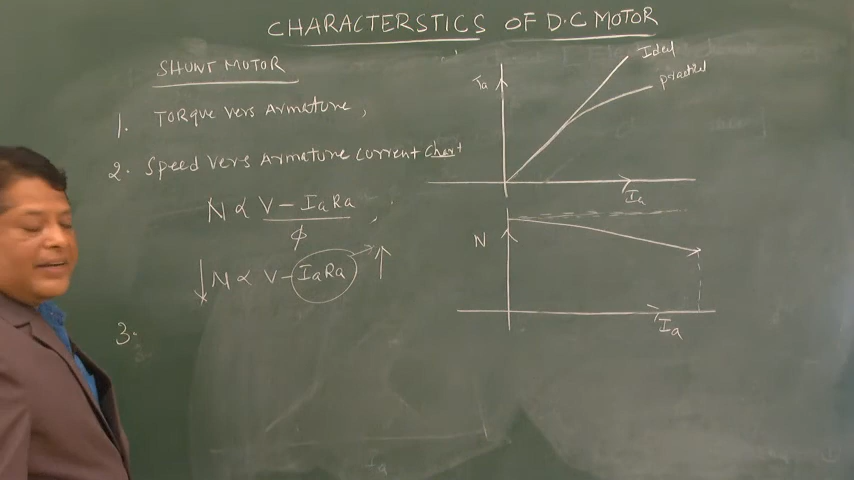 CHARACTERSTICS OF D.C MOTOR
SHUNT MOTOR
1. TORque vers Armature,
2. Speed vers Armature current Chart
N ∝ V - IaRa / ϕ ,
↓ N ∝ V - IaRa ↑
3.
Ta
Ideal
practical
Ia
N
Ia